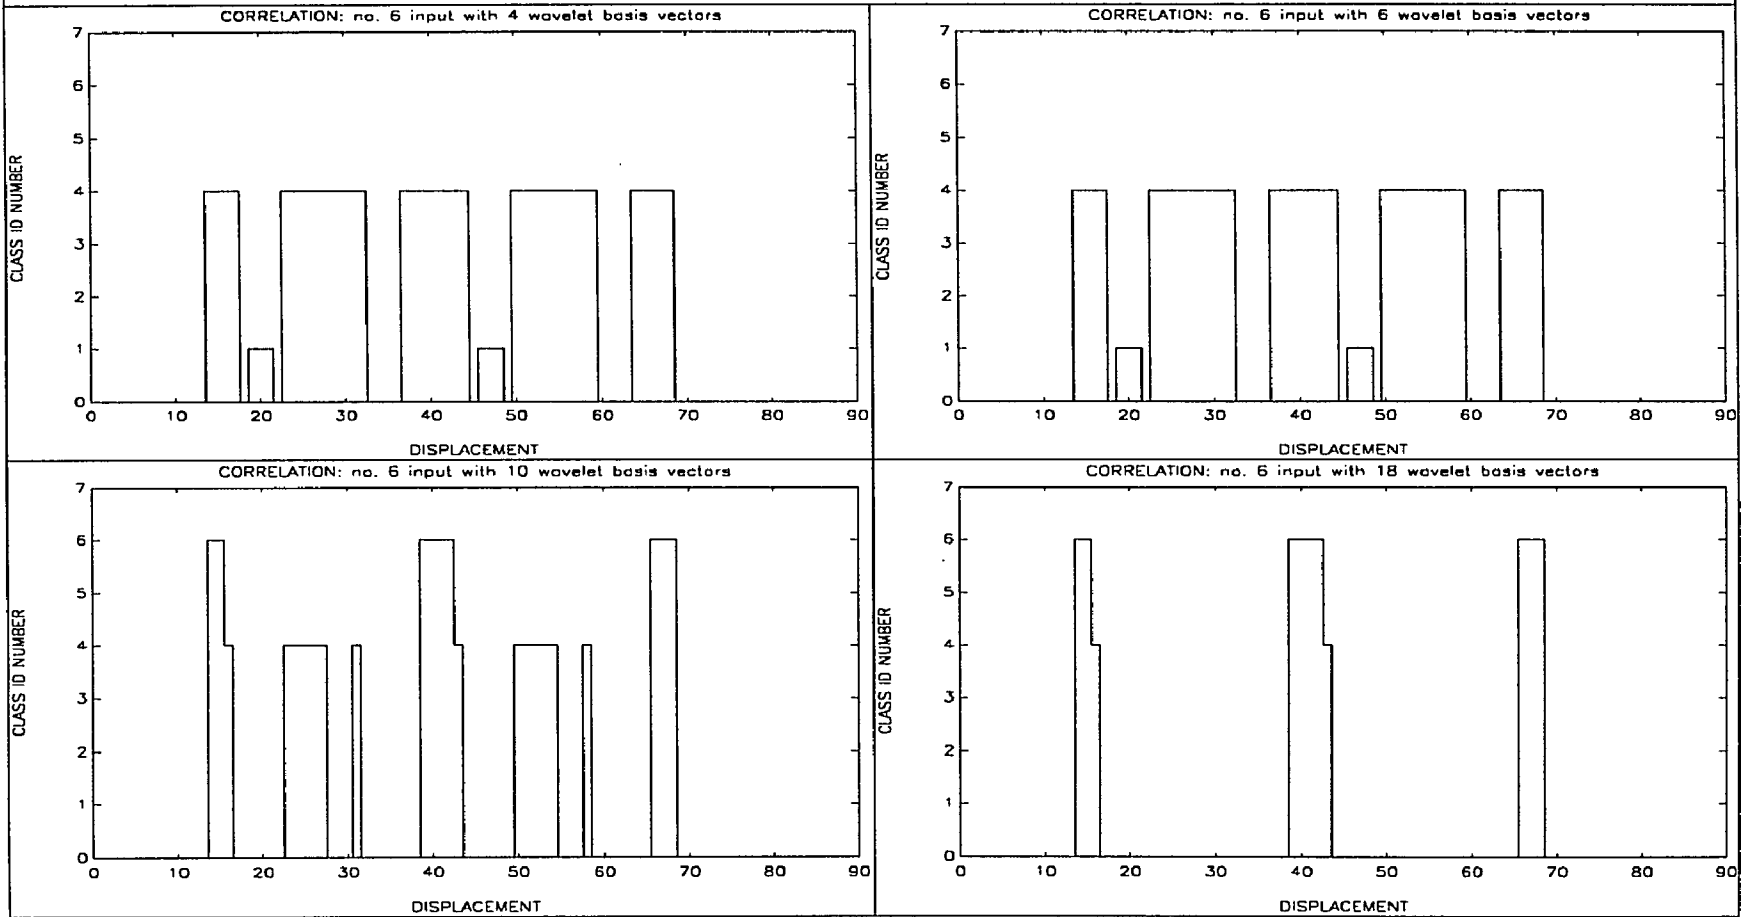 CORRELATION: no. 6 input with 4 wavelet basis vectors
7
6
5
4
3
2
1
0
CLASS ID NUMBER
0 10 20 30 40 50 60 70 80 90
DISPLACEMENT
CORRELATION: no. 6 input with 6 wavelet basis vectors
7
6
5
4
3
2
1
0
CLASS ID NUMBER
0 10 20 30 40 50 60 70 80 90
DISPLACEMENT
CORRELATION: no. 6 input with 10 wavelet basis vectors
7
6
5
4
3
2
1
0
CLASS ID NUMBER
0 10 20 30 40 50 60 70 80 90
DISPLACEMENT
CORRELATION: no. 6 input with 18 wavelet basis vectors
7
6
5
4
3
2
1
0
CLASS ID NUMBER
0 10 20 30 40 50 60 70 80 90
DISPLACEMENT